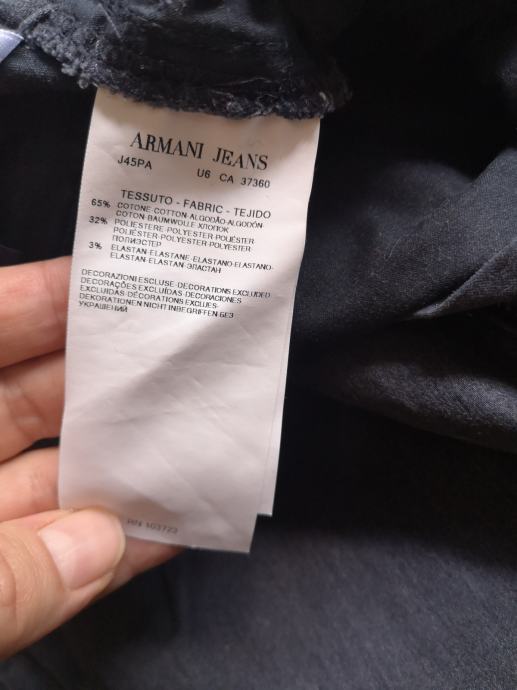 ARMANI JEANS
J45PA U6 CA 37360
TESSUTO - FABRIC - TEJIDO
65% COTONE·COTTON·ALGODÃO·ALGODÓN
COTON·BAUMWOLLE·ХЛОПОК
32% POLIESTERE·POLYESTER·POLIÉSTER
POLIÉSTER·POLYESTER·POLYESTER
ПОЛИЭСТЕР
3% ELASTAN·ELASTANE·ELASTANO·ELASTANO·
ELASTAN·ELASTAN·ЭЛАСТАН
DECORAZIONI ESCLUSE·DECORATIONS EXCLUDED
DECORAÇÕES EXCLUÍDAS·DECORACIONES
EXCLUIDAS·DÉCORATIONS EXCLUES·
DEKORATIONEN NICHT INBEGRIFFEN·БЕЗ
УКРАШЕНИЙ
RN 103723